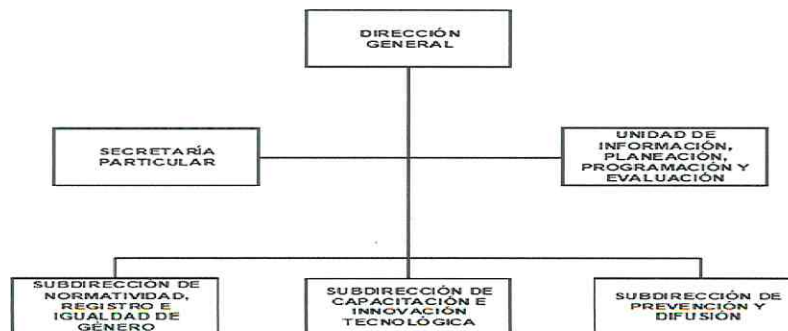 DIRECCIÓN
GENERAL
SECRETARÍA
PARTICULAR
UNIDAD DE
INFORMACIÓN,
PLANEACIÓN,
PROGRAMACIÓN Y
EVALUACIÓN
SUBDIRECCIÓN DE
NORMATIVIDAD,
REGISTRO E
IGUALDAD DE
GÉNERO
SUBDIRECCIÓN DE
CAPACITACIÓN E
INNOVACIÓN
TECNOLÓGICA
SUBDIRECCIÓN DE
PREVENCIÓN Y
DIFUSIÓN